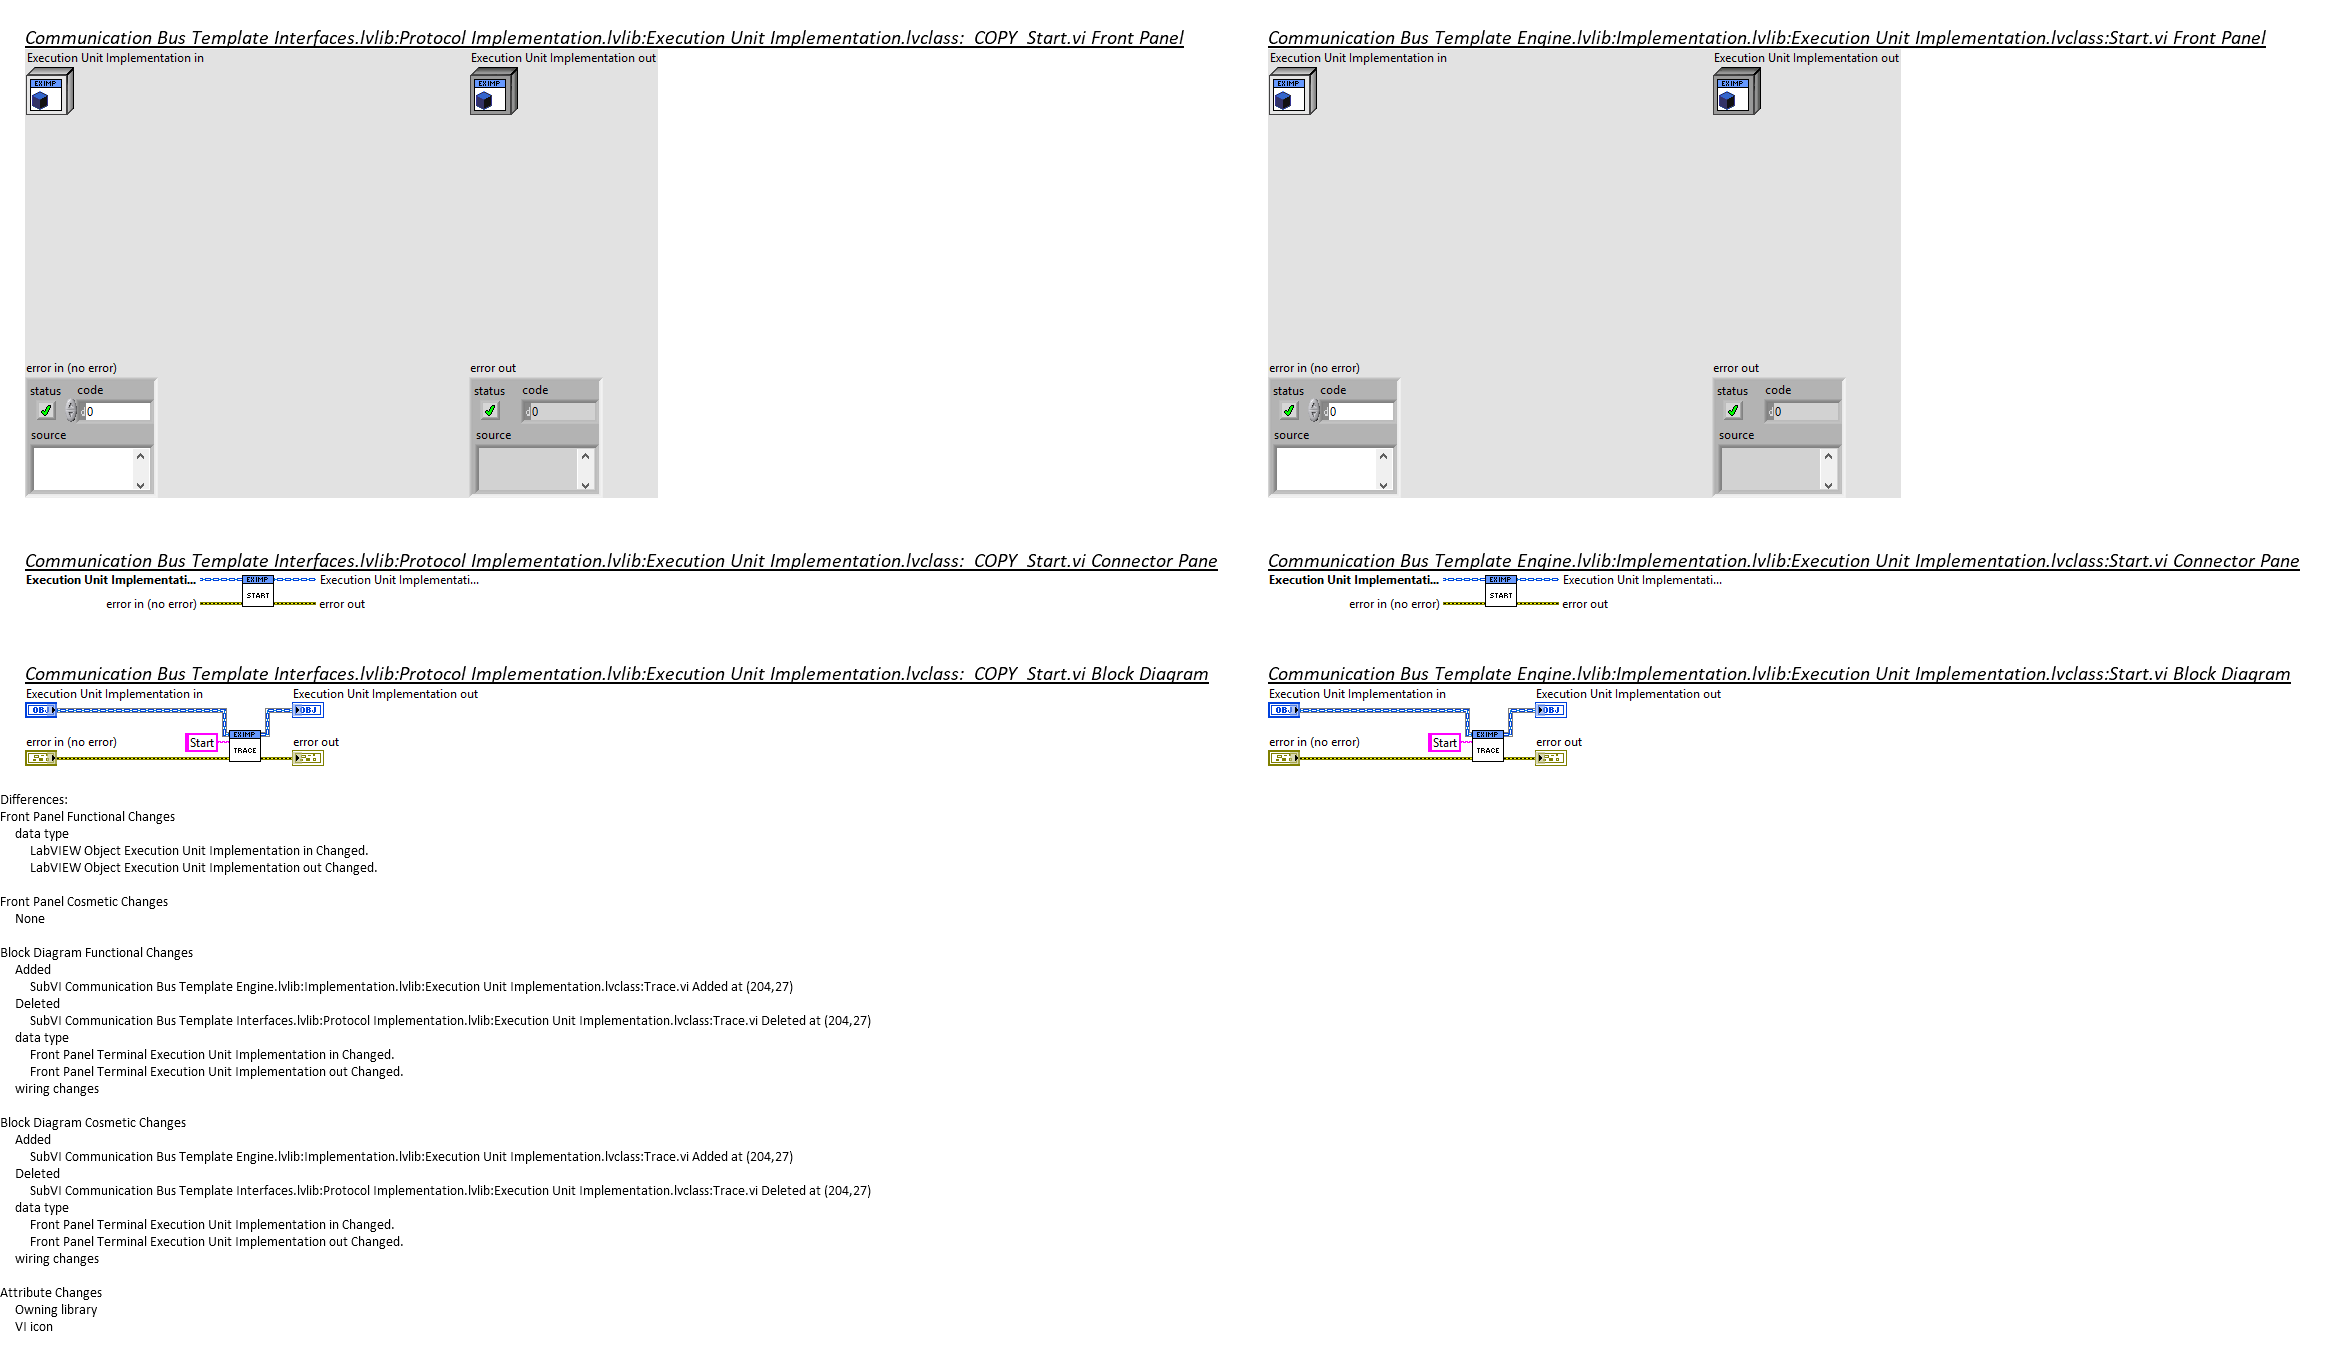 Communication Bus Template Interfaces.lvlib:Protocol Implementation.lvlib:Execution Unit Implementation.lvclass:_COPY_Start.vi Front Panel
Execution Unit Implementation in
Execution Unit Implementation out
EXIMP
EXIMP
error in (no error)
error out
status code
status code
0
0
source
source
Communication Bus Template Interfaces.lvlib:Protocol Implementation.lvlib:Execution Unit Implementation.lvclass:_COPY_Start.vi Connector Pane
Execution Unit Implementati...
EXIMP
Execution Unit Implementati...
START
error in (no error)
error out
Communication Bus Template Interfaces.lvlib:Protocol Implementation.lvlib:Execution Unit Implementation.lvclass:_COPY_Start.vi Block Diagram
Execution Unit Implementation in
Execution Unit Implementation out
OBJ
OBJ
EXIMP
error in (no error)
Start
TRACE
error out
Communication Bus Template Engine.lvlib:Implementation.lvlib:Execution Unit Implementation.lvclass:Start.vi Front Panel
Execution Unit Implementation in
Execution Unit Implementation out
EXIMP
EXIMP
error in (no error)
error out
status code
status code
0
0
source
source
Communication Bus Template Engine.lvlib:Implementation.lvlib:Execution Unit Implementation.lvclass:Start.vi Connector Pane
Execution Unit Implementati...
EXIMP
Execution Unit Implementati...
START
error in (no error)
error out
Communication Bus Template Engine.lvlib:Implementation.lvlib:Execution Unit Implementation.lvclass:Start.vi Block Diagram
Execution Unit Implementation in
Execution Unit Implementation out
OBJ
OBJ
EXIMP
error in (no error)
Start
TRACE
error out
Differences:
Front Panel Functional Changes
data type
LabVIEW Object Execution Unit Implementation in Changed.
LabVIEW Object Execution Unit Implementation out Changed.
Front Panel Cosmetic Changes
None
Block Diagram Functional Changes
Added
SubVI Communication Bus Template Engine.lvlib:Implementation.lvlib:Execution Unit Implementation.lvclass:Trace.vi Added at (204,27)
Deleted
SubVI Communication Bus Template Interfaces.lvlib:Protocol Implementation.lvlib:Execution Unit Implementation.lvclass:Trace.vi Deleted at (204,27)
data type
Front Panel Terminal Execution Unit Implementation in Changed.
Front Panel Terminal Execution Unit Implementation out Changed.
wiring changes
Block Diagram Cosmetic Changes
Added
SubVI Communication Bus Template Engine.lvlib:Implementation.lvlib:Execution Unit Implementation.lvclass:Trace.vi Added at (204,27)
Deleted
SubVI Communication Bus Template Interfaces.lvlib:Protocol Implementation.lvlib:Execution Unit Implementation.lvclass:Trace.vi Deleted at (204,27)
data type
Front Panel Terminal Execution Unit Implementation in Changed.
Front Panel Terminal Execution Unit Implementation out Changed.
wiring changes
Attribute Changes
Owning library
VI icon